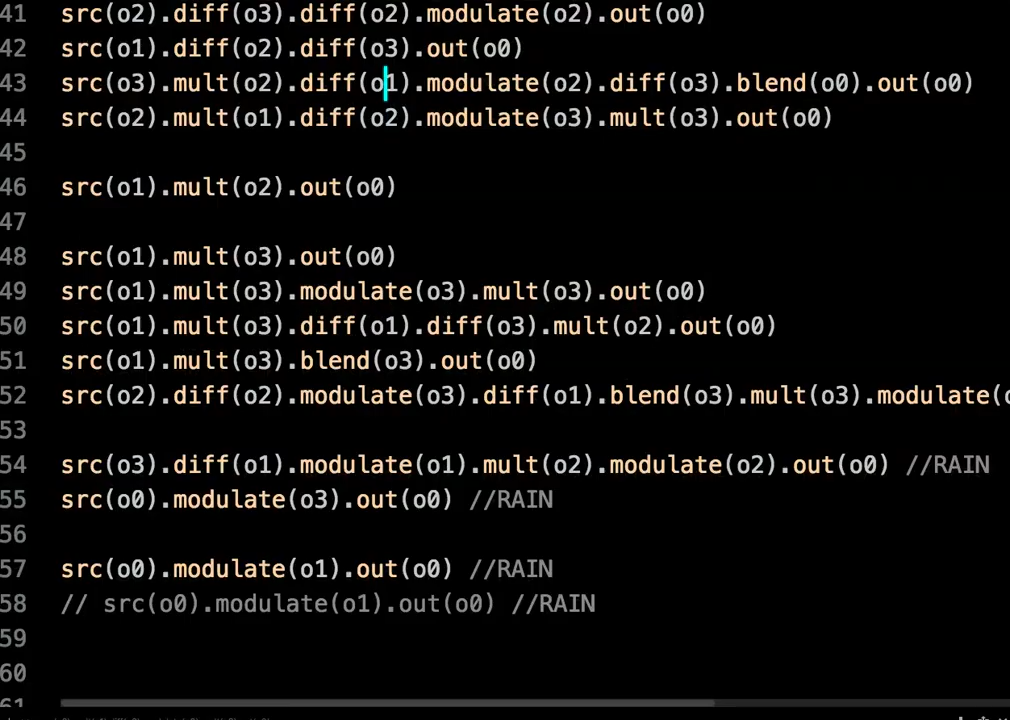 41 src(o2).diff(o3).diff(o2).modulate(o2).out(o0)
42 src(o1).diff(o2).diff(o3).out(o0)
43 src(o3).mult(o2).diff(o1).modulate(o2).diff(o3).blend(o0).out(o0)
44 src(o2).mult(o1).diff(o2).modulate(o3).mult(o3).out(o0)
45
46 src(o1).mult(o2).out(o0)
47
48 src(o1).mult(o3).out(o0)
49 src(o1).mult(o3).modulate(o3).mult(o3).out(o0)
50 src(o1).mult(o3).diff(o1).diff(o3).mult(o2).out(o0)
51 src(o1).mult(o3).blend(o3).out(o0)
52 src(o2).diff(o2).modulate(o3).diff(o1).blend(o3).mult(o3).modulate(o
53
54 src(o3).diff(o1).modulate(o1).mult(o2).modulate(o2).out(o0) //RAIN
55 src(o0).modulate(o3).out(o0) //RAIN
56
57 src(o0).modulate(o1).out(o0) //RAIN
58 // src(o0).modulate(o1).out(o0) //RAIN
59
60
61